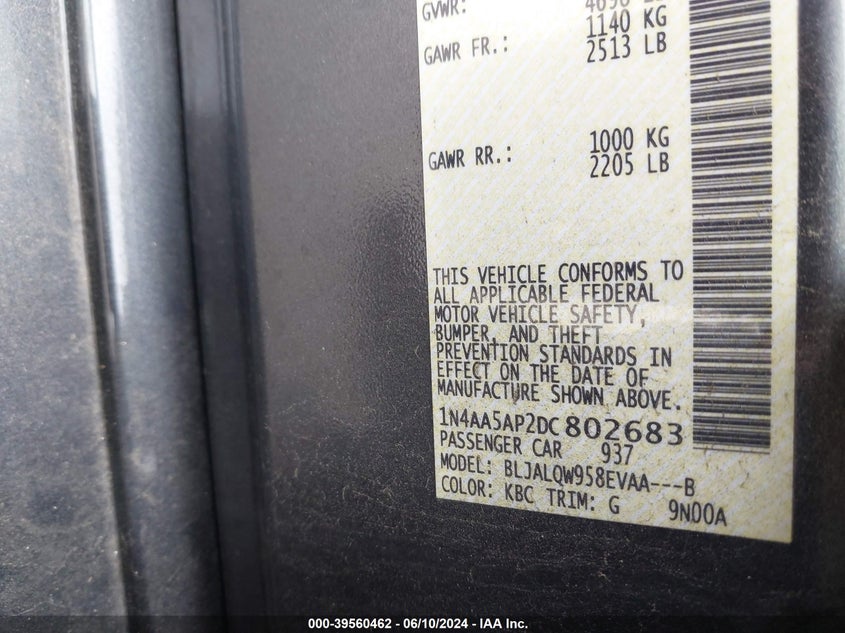 GVWR:
1140 KG
GAWR FR.: 2513 LB
1000 KG
GAWR RR.: 2205 LB
THIS VEHICLE CONFORMS TO
ALL APPLICABLE FEDERAL
MOTOR VEHICLE SAFETY,
BUMPER, AND THEFT
PREVENTION STANDARDS IN
EFFECT ON THE DATE OF
MANUFACTURE SHOWN ABOVE.
1N4AA5AP2DC802683
PASSENGER CAR 937
MODEL: BLJALQW958EVAA---B
COLOR: KBC TRIM: G 9N00A
000-39560462 - 06/10/2024 - IAA Inc.